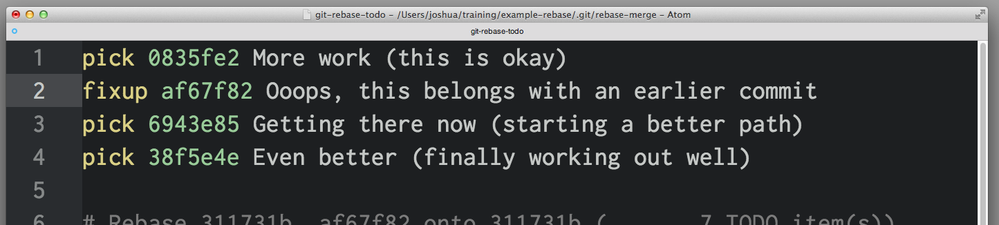 git-rebase-todo – /Users/joshua/training/example-rebase/.git/rebase-merge – Atom
git-rebase-todo
1 pick 0835fe2 More work (this is okay)
2 fixup af67f82 Ooops, this belongs with an earlier commit
3 pick 6943e85 Getting there now (starting a better path)
4 pick 38f5e4e Even better (finally working out well)
5
6 # Rebase 311731b..af67f82 onto 311731b ( 7 TODO item(s))